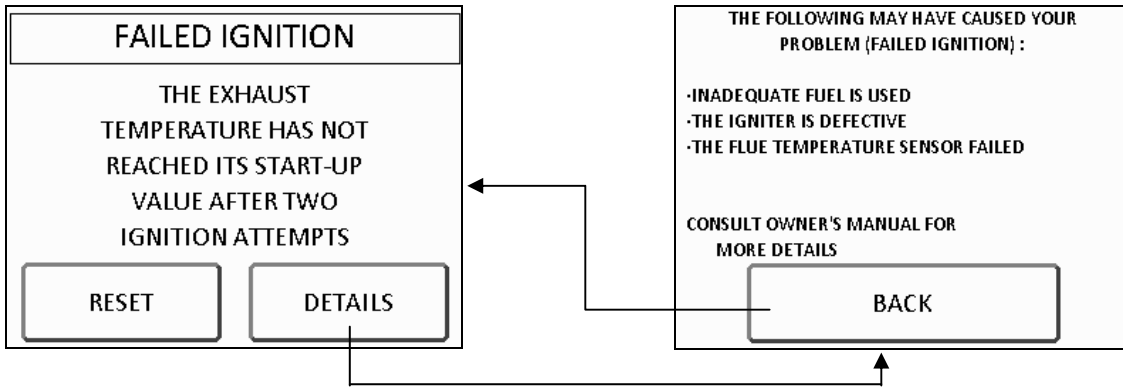 FAILED IGNITION
THE EXHAUST
TEMPERATURE HAS NOT
REACHED ITS START-UP
VALUE AFTER TWO
IGNITION ATTEMPTS
RESET
DETAILS
THE FOLLOWING MAY HAVE CAUSED YOUR
PROBLEM (FAILED IGNITION) :
·INADEQUATE FUEL IS USED
·THE IGNITER IS DEFECTIVE
·THE FLUE TEMPERATURE SENSOR FAILED
CONSULT OWNER'S MANUAL FOR
MORE DETAILS
BACK